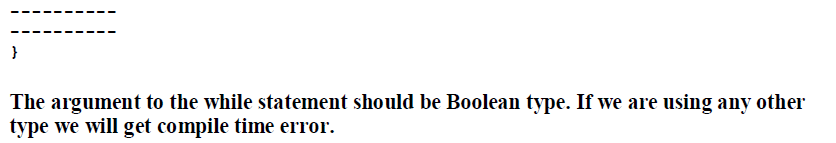 ----------
----------
}
The argument to the while statement should be Boolean type. If we are using any other
type we will get compile time error.